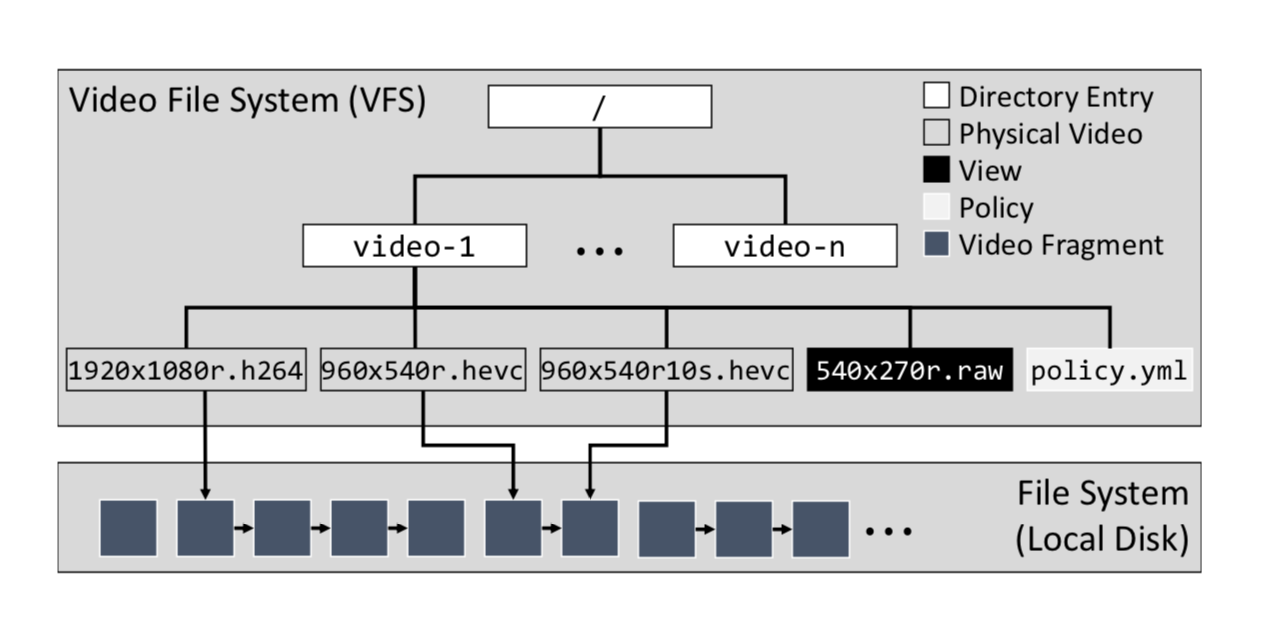 Video File System (VFS)
/
Directory Entry
Physical Video
View
Policy
Video Fragment
video-1
...
video-n
1920x1080r.h264
960x540r.hevc
960x540r10s.hevc
540x270r.raw
policy.yml
File System
(Local Disk)
...